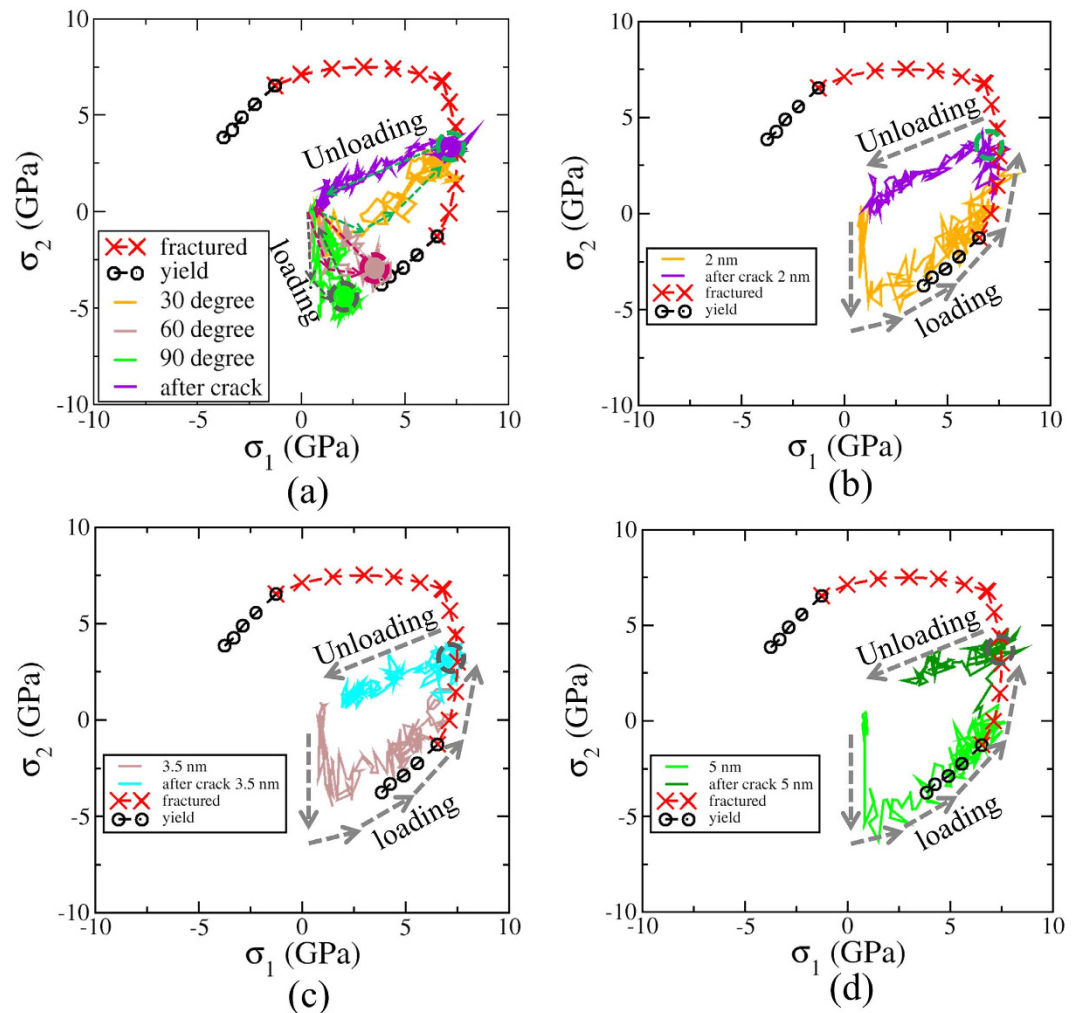 10
5
0
-5
-10
σ2 (GPa)
Unloading
loading
fractured
yield
30 degree
60 degree
90 degree
after crack
-5 0 5 10
σ1 (GPa)
(a)
10
5
0
-5
-10
σ2 (GPa)
Unloading
loading
2 nm
after crack 2 nm
fractured
yield
-5 0 5 10
σ1 (GPa)
(b)
10
5
0
-5
-10
σ2 (GPa)
Unloading
loading
3.5 nm
after crack 3.5 nm
fractured
yield
-5 0 5 10
σ1 (GPa)
(c)
10
5
0
-5
-10
σ2 (GPa)
Unloading
loading
5 nm
after crack 5 nm
fractured
yield
-5 0 5 10
σ1 (GPa)
(d)